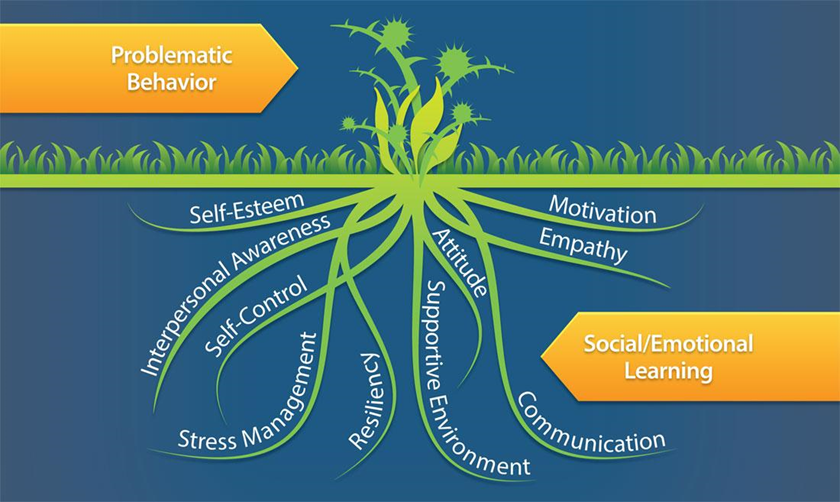 Problematic
Behavior
Self-Esteem
Motivation
Interpersonal Awareness
Empathy
Attitude
Self-Control
Supportive Environment
Social/Emotional
Learning
Stress Management
Resiliency
Communication